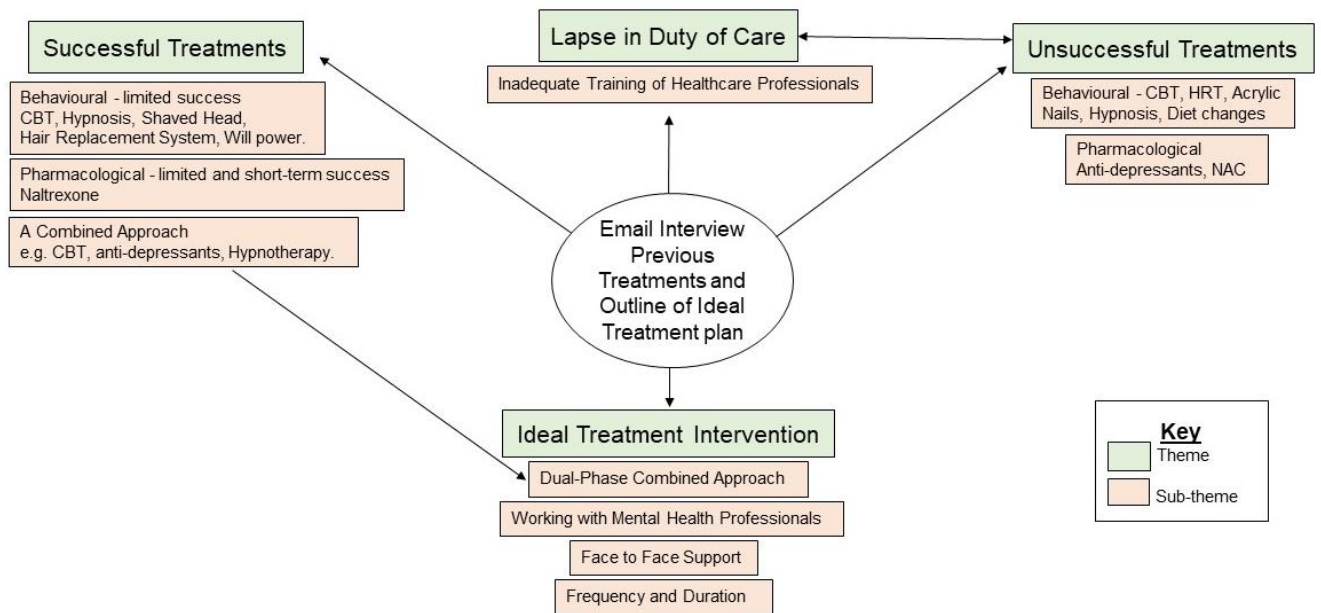 Successful Treatments
Behavioural - limited success
CBT, Hypnosis, Shaved Head,
Hair Replacement System, Will power.
Pharmacological - limited and short-term success
Naltrexone
A Combined Approach
e.g. CBT, anti-depressants, Hypnotherapy.
Lapse in Duty of Care
Inadequate Training of Healthcare Professionals
Unsuccessful Treatments
Behavioural - CBT, HRT, Acrylic
Nails, Hypnosis, Diet changes
Pharmacological
Anti-depressants, NAC
Email Interview
Previous
Treatments and
Outline of Ideal
Treatment plan
Ideal Treatment Intervention
Dual-Phase Combined Approach
Working with Mental Health Professionals
Face to Face Support
Frequency and Duration
Key
Theme
Sub-theme